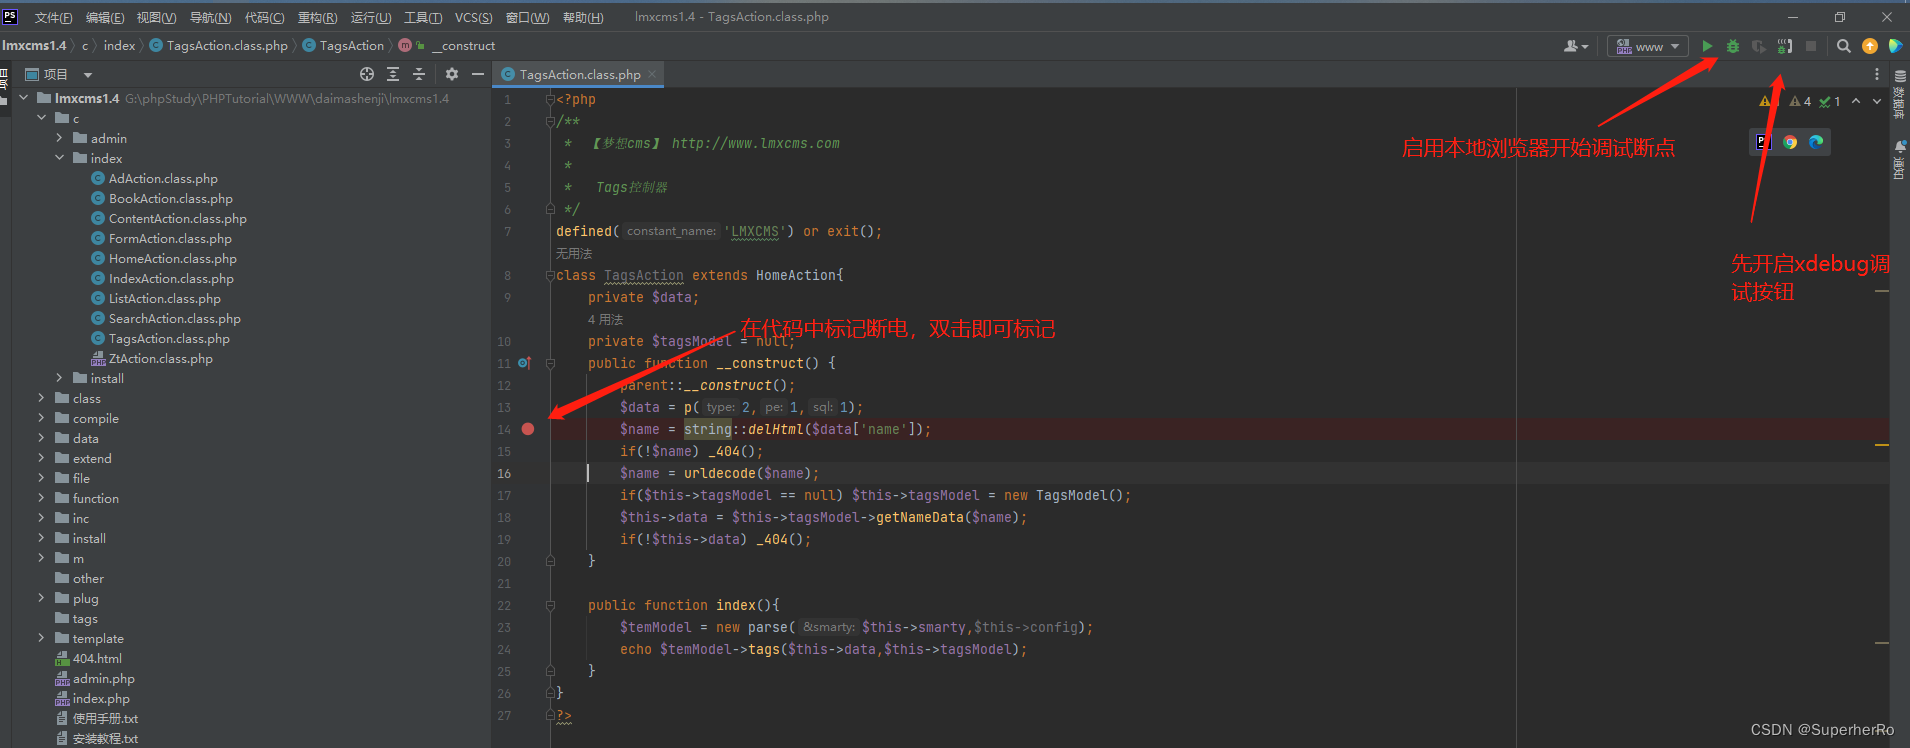 PS 文件(F) 编辑(E) 视图(V) 导航(N) 代码(C) 重构(R) 运行(U) 工具(T) VCS(S) 窗口(W) 帮助(H) lmxcms1.4 - TagsAction.class.php
lmxcms1.4 c index TagsAction.class.php TagsAction __construct www
项目
TagsAction.class.php
lmxcms1.4 G:\phpStudy\PHPTutorial\WWW\daimashenji\lmxcms1.4
c
admin
index
AdAction.class.php
BookAction.class.php
ContentAction.class.php
FormAction.class.php
HomeAction.class.php
IndexAction.class.php
ListAction.class.php
SearchAction.class.php
TagsAction.class.php
ZtAction.class.php
install
class
compile
data
extend
file
function
inc
install
m
other
plug
tags
template
404.html
admin.php
index.php
使用手册.txt
安装教程.txt
1 <?php
2 /**
3 * 【梦想cms】 http://www.lmxcms.com
4 *
5 * Tags控制器
6 */
7 defined( constant_name: 'LMXCMS') or exit();
无用法
8 class TagsAction extends HomeAction{
9 private $data;
4 用法
10 private $tagsModel = null;
11 public function __construct() {
12 parent::__construct();
13 $data = p( type: 2, pe: 1, sql: 1);
14 $name = string::delHtml($data['name']);
15 if(!$name) _404();
16 $name = urldecode($name);
17 if($this->tagsModel == null) $this->tagsModel = new TagsModel();
18 $this->data = $this->tagsModel->getNameData($name);
19 if(!$this->data) _404();
20 }
21
22 public function index(){
23 $temModel = new parse( &smarty: $this->smarty,$this->config);
24 echo $temModel->tags($this->data,$this->tagsModel);
25 }
26 }
27 ?>
4 1
启用本地浏览器开始调试断点
先开启xdebug调
试按钮
在代码中标记断电，双击即可标记
数据库
通知
CSDN @SuperherRo